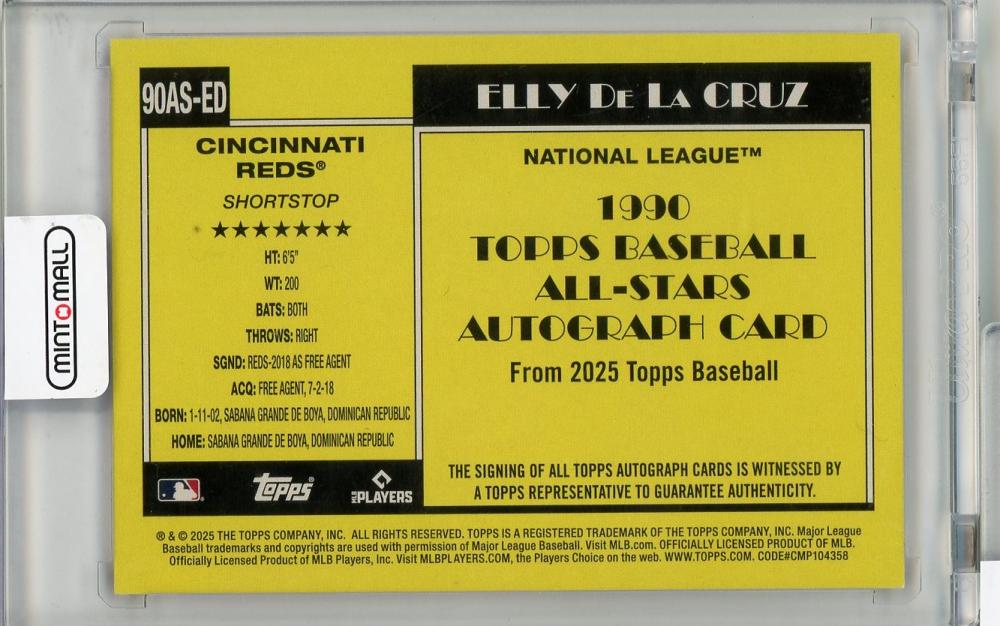 90AS-ED
ELLY DE LA CRUZ
CINCINNATI
REDS®
SHORTSTOP
HT: 6'5"
WT: 200
BATS: BOTH
THROWS: RIGHT
SGND: REDS-2018 AS FREE AGENT
ACQ: FREE AGENT, 7-2-18
BORN: 1-11-02, SABANA GRANDE DE BOYA, DOMINICAN REPUBLIC
HOME: SABANA GRANDE DE BOYA, DOMINICAN REPUBLIC
NATIONAL LEAGUE™
1990
TOPPS BASEBALL
ALL-STARS
AUTOGRAPH CARD
From 2025 Topps Baseball
THE SIGNING OF ALL TOPPS AUTOGRAPH CARDS IS WITNESSED BY
A TOPPS REPRESENTATIVE TO GUARANTEE AUTHENTICITY.
topps®
MLB PLAYERS
® & © 2025 THE TOPPS COMPANY, INC. ALL RIGHTS RESERVED. TOPPS IS A REGISTERED TRADEMARK OF THE TOPPS COMPANY, INC. Major League
Baseball trademarks and copyrights are used with permission of Major League Baseball. Visit MLB.com. OFFICIALLY LICENSED PRODUCT OF MLB.
Officially Licensed Product of MLB Players, Inc. Visit MLBPLAYERS.COM, the Players Choice on the web. WWW.TOPPS.COM. CODE#CMP104358
MINTOMALL